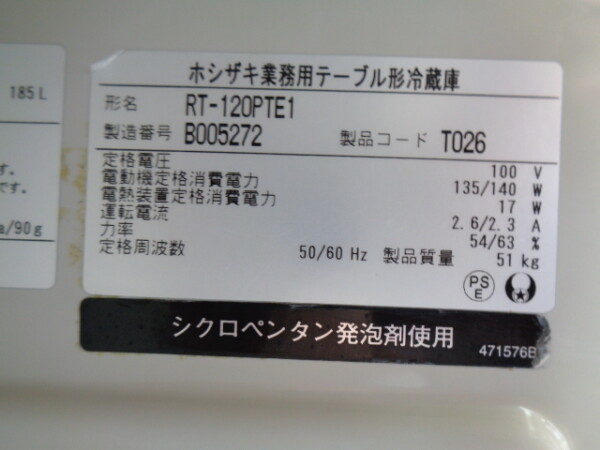 185L
す。
です。
a/90g
ホシザキ業務用テーブル形冷蔵庫
形名 RT-120PTE1
製造番号 B005272 製品コード T026
定格電圧 100 V
電動機定格消費電力 135/140 W
電熱装置定格消費電力 17 W
運転電流 2.6/2.3 A
力率 54/63 %
定格周波数 50/60 Hz 製品質量 51 kg
PS
E
シクロペンタン発泡剤使用
471576B